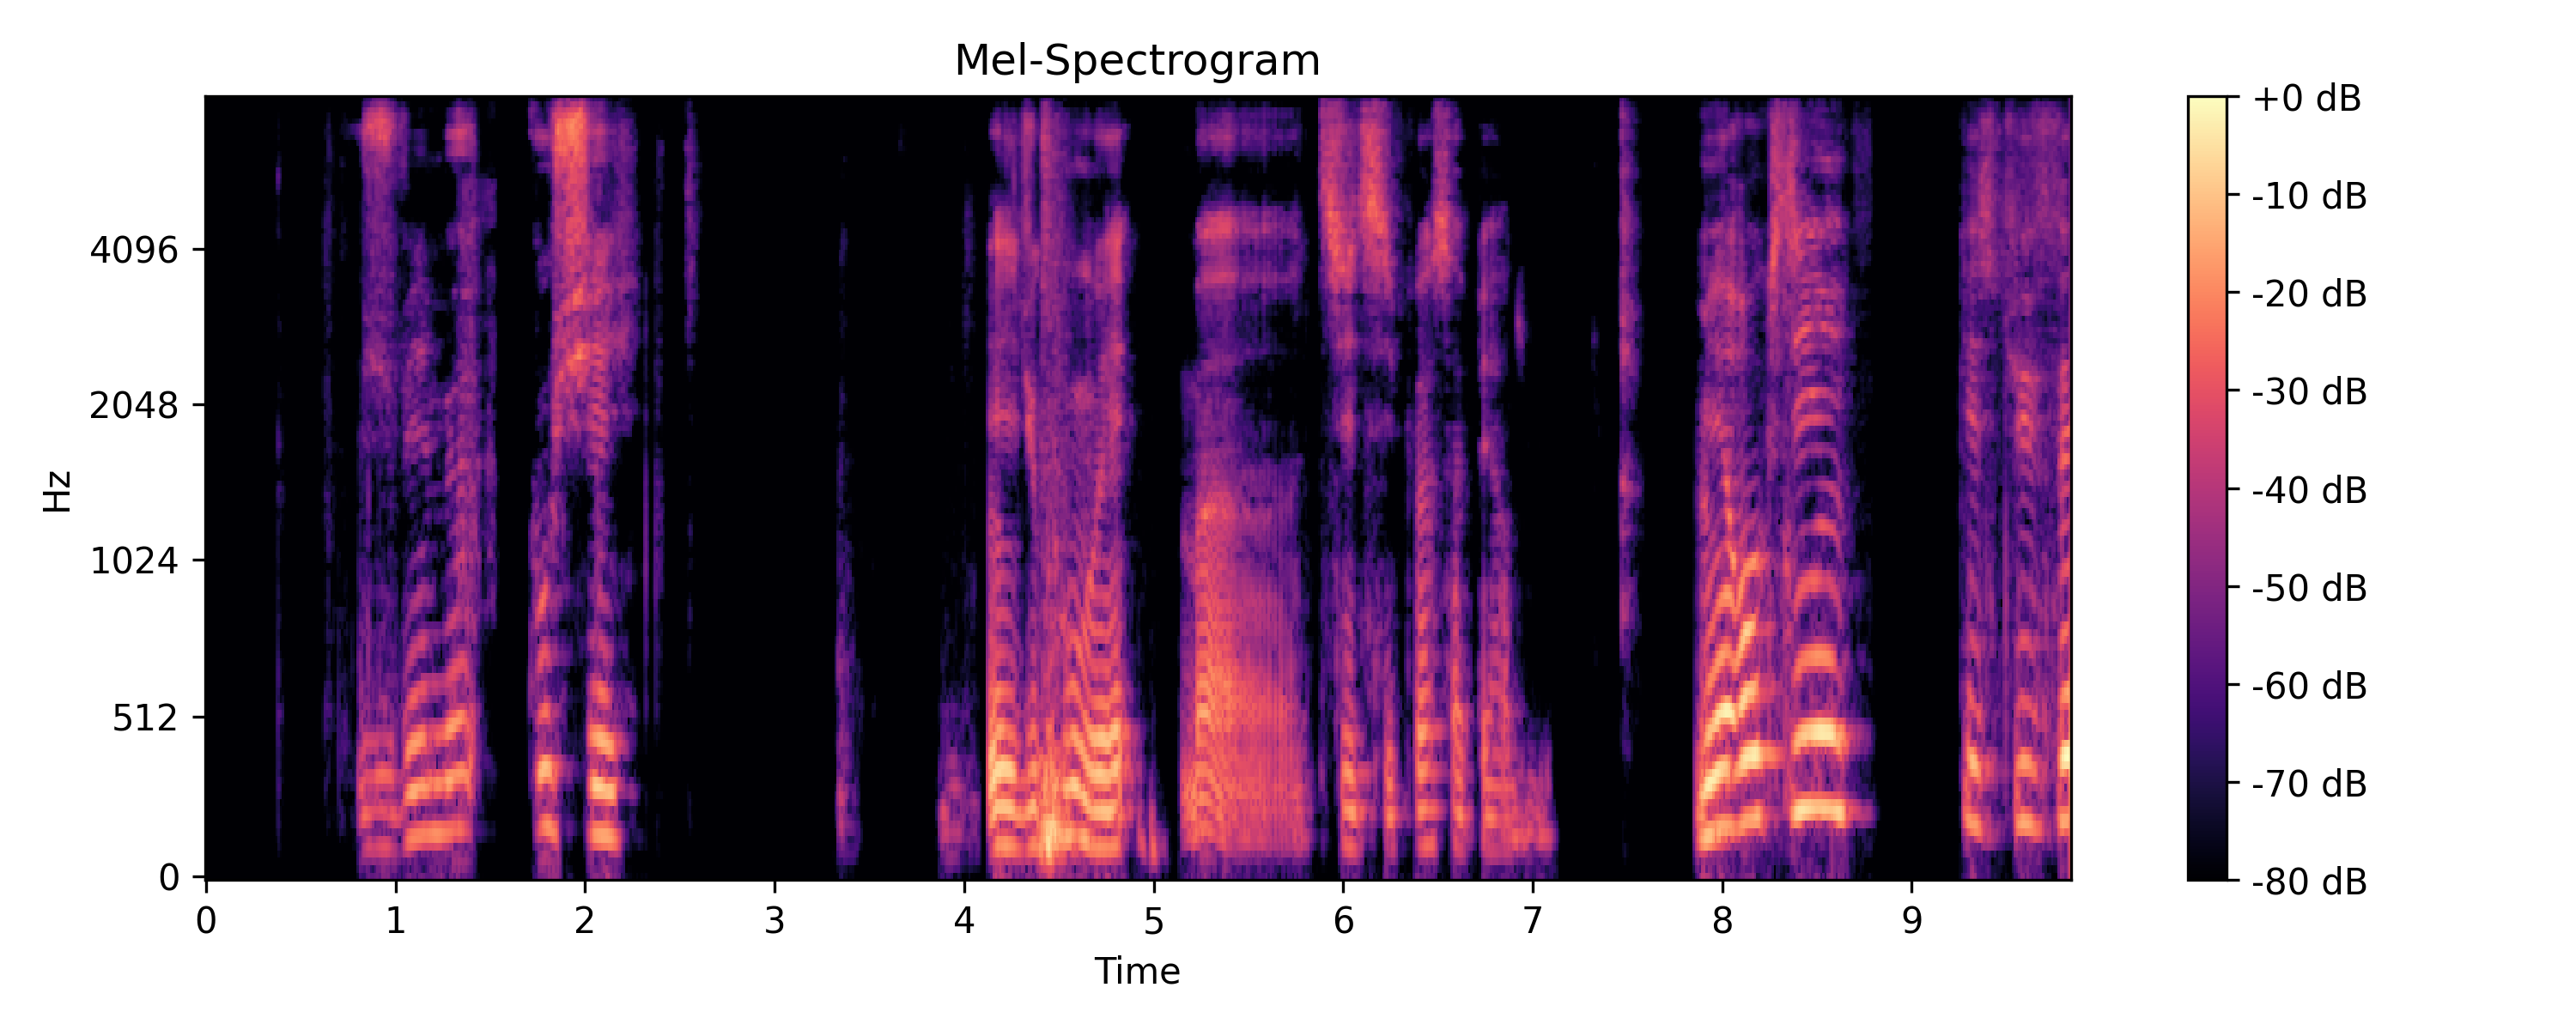 Mel-Spectrogram
+0 dB
-10 dB
-20 dB
-30 dB
-40 dB
-50 dB
-60 dB
-70 dB
-80 dB
4096
2048
1024
512
0
Hz
0 1 2 3 4 5 6 7 8 9
Time